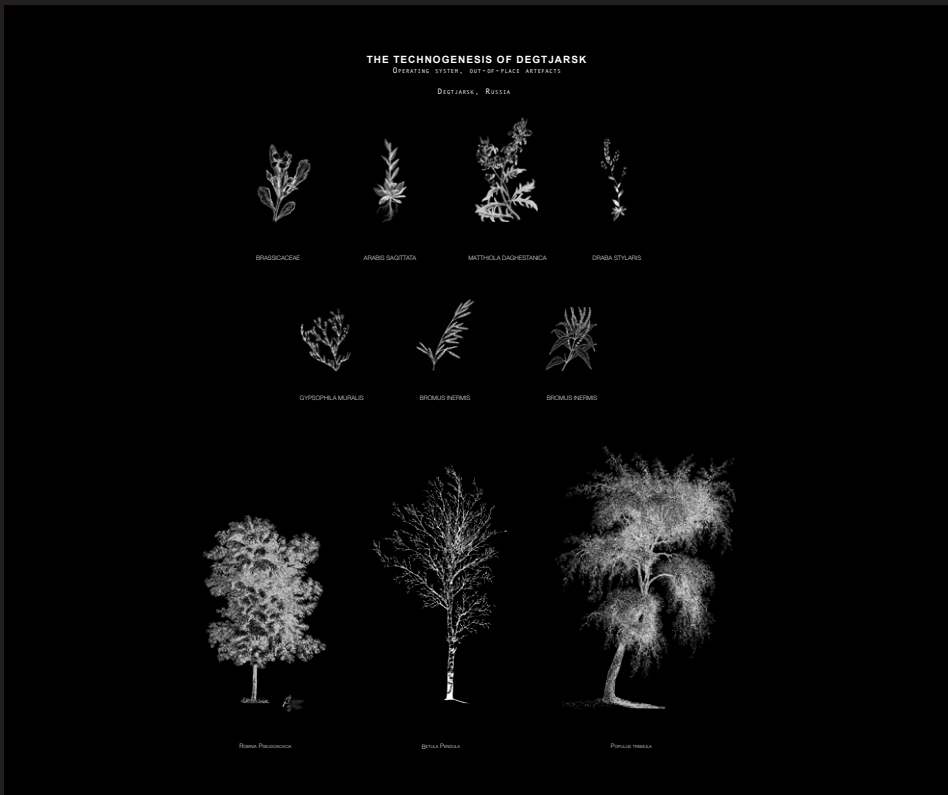 THE TECHNOGENESIS OF DEGTJARSK
Operating system, out-of-place artefacts
Degtjarsk, Russia
BRASSICACEAE
ARABIS SAGITTATA
MATTHIOLA DAGHESTANICA
DRABA STYLARIS
GYPSOPHILA MURALIS
BROMUS INERMIS
BROMUS INERMIS
Robinia Pseudoacacia
Betula Pendula
Populus tremula